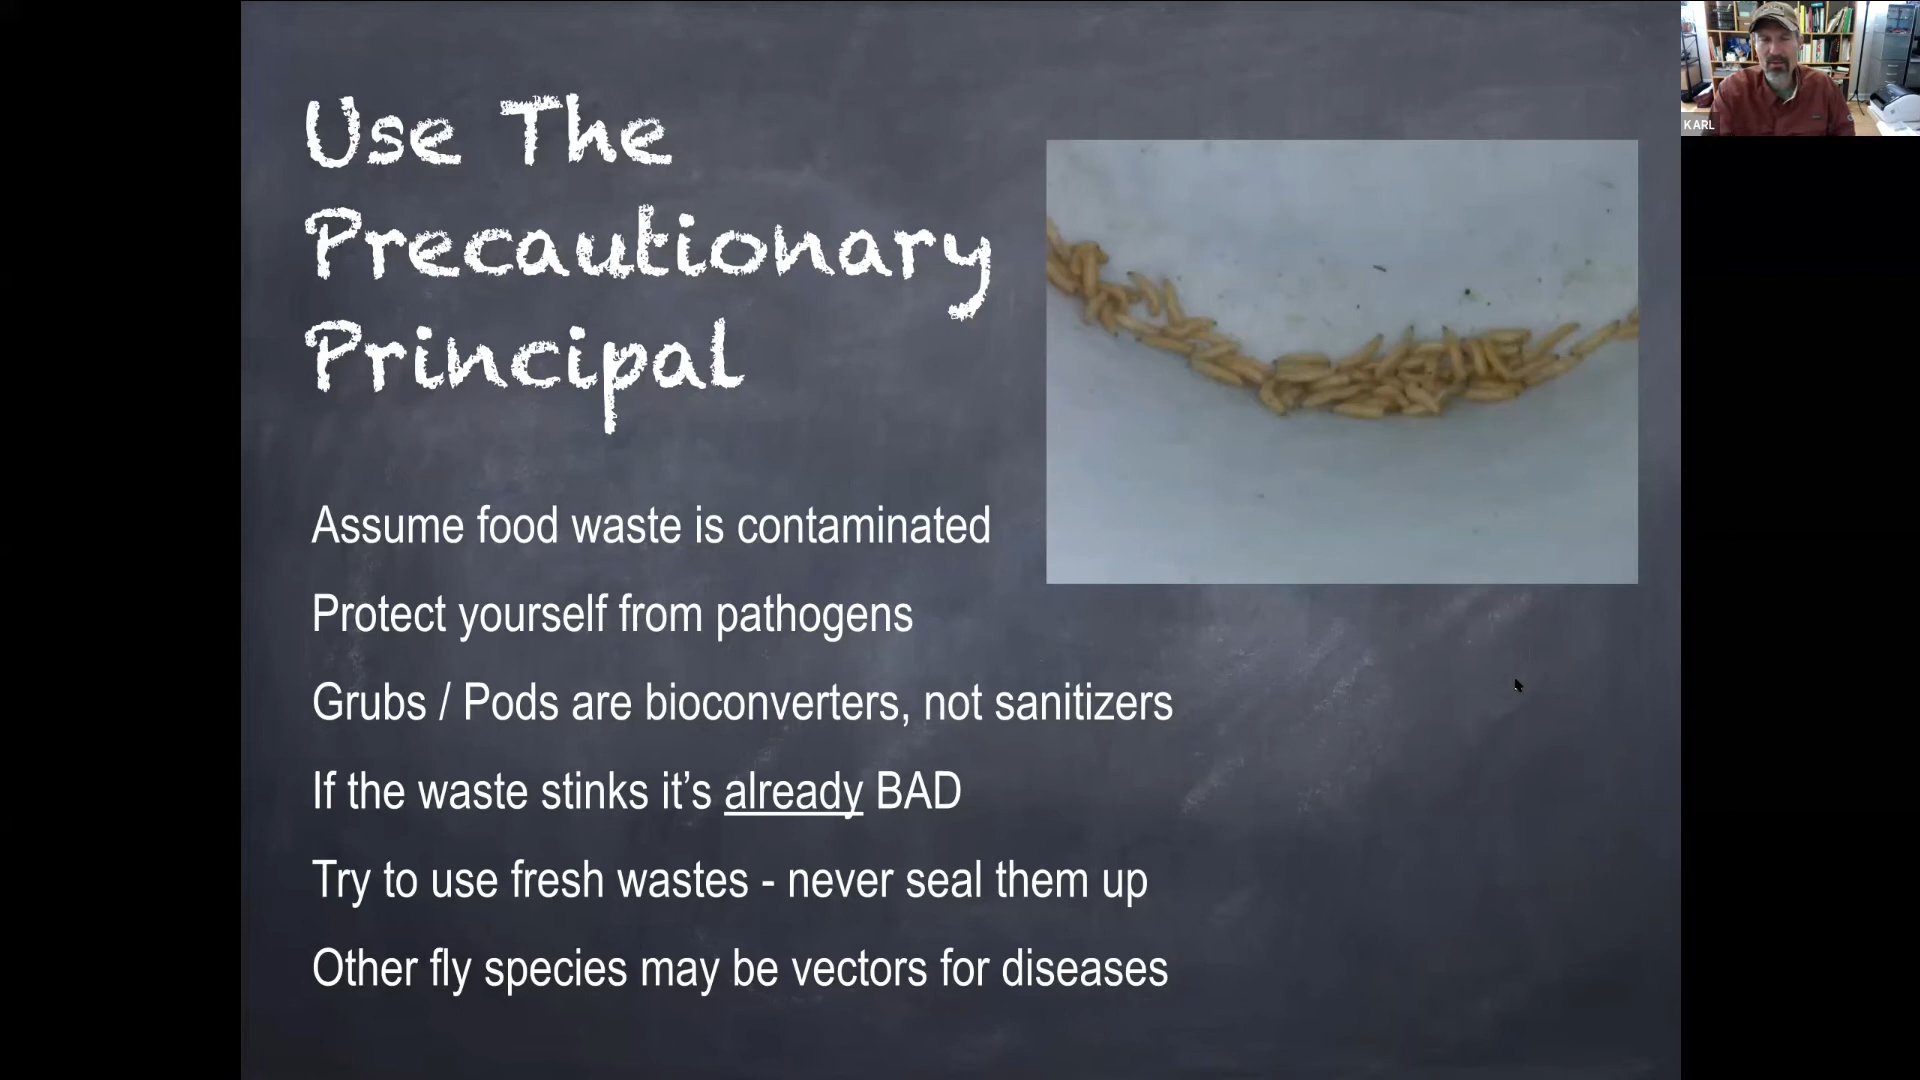 Use The
Precautionary
Principal
Assume food waste is contaminated
Protect yourself from pathogens
Grubs / Pods are bioconverters, not sanitizers
If the waste stinks it’s already BAD
Try to use fresh wastes - never seal them up
Other fly species may be vectors for diseases
KARL